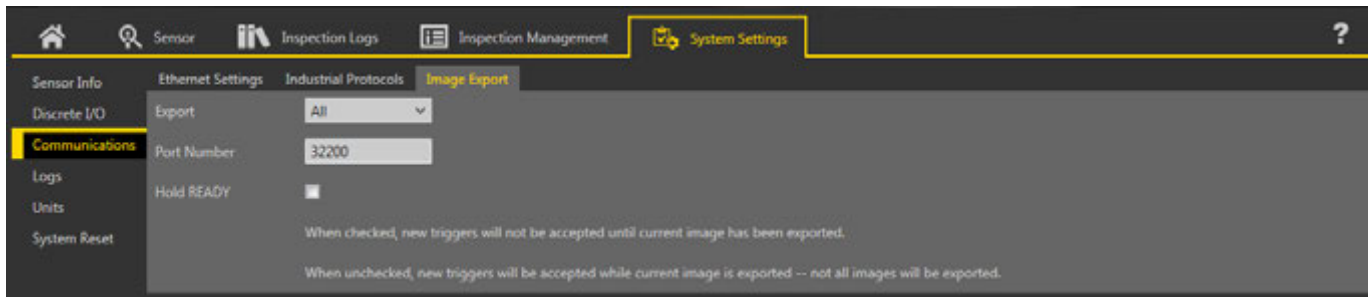 Sensor Inspection Logs Inspection Management System Settings ?
Sensor Info Ethernet Settings Industrial Protocols Image Export
Discrete I/O Export All
Communications Port Number 32200
Logs
Hold READY
Units
System Reset When checked, new triggers will not be accepted until current image has been exported.
When unchecked, new triggers will be accepted while current image is exported -- not all images will be exported.